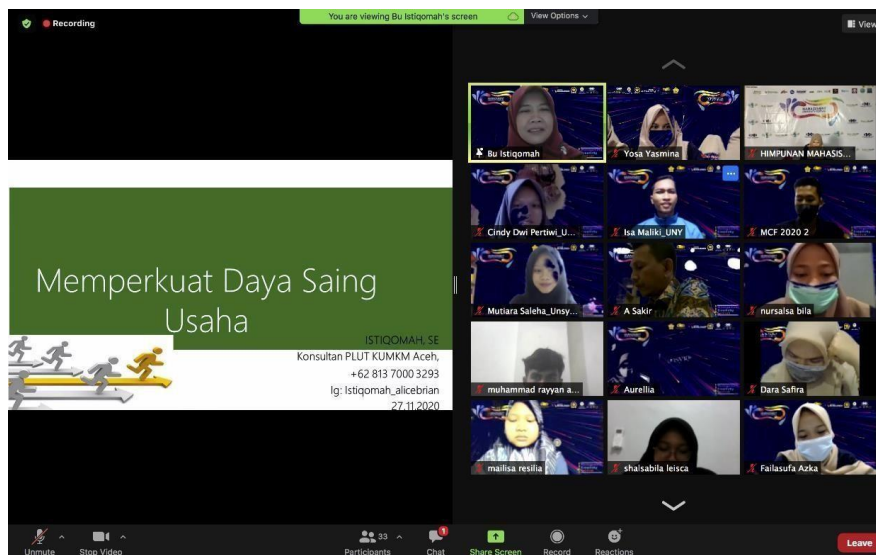 Recording
You are viewing Bu Istiqomah's screen
View Options
View
Memperkuat Daya Saing
Usaha
ISTIQOMAH, SE
Konsultan PLUT KUMKM Aceh,
+62 813 7000 3293
Ig: Istiqomah_alicebrian
27.11.2020
Bu Istiqomah
Yosa Yasmina
HIMPUNAN MAHASIS...
Cindy Dwi Pertiwi_U...
Isa Maliki_UNY
MCF 2020 2
Mutiara Saleha_Unsy...
A Sakir
nursalsa bila
muhammad rayyan a...
Aurellia
Dara Safira
mailisa resilia
shalsabila leisca
Failasufa Azka
Unmute
Stop Video
33
Participants
1
Chat
Share Screen
Record
Reactions
Leave